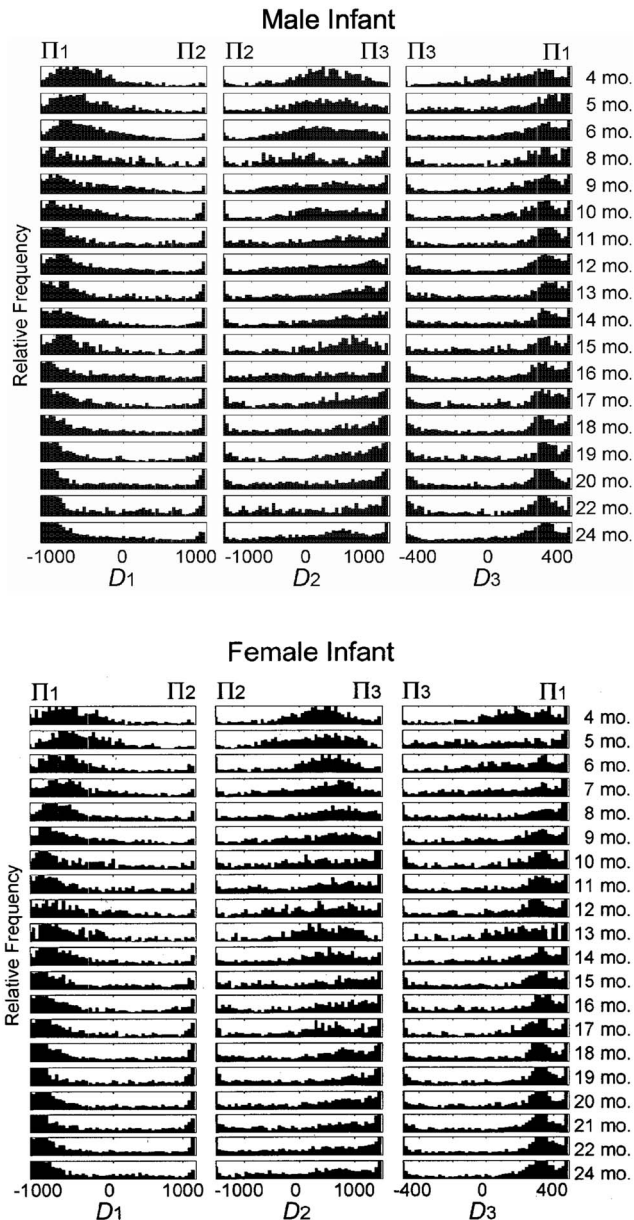 Male Infant
Π1 Π2 Π2 Π3 Π3 Π1
4 mo.
5 mo.
6 mo.
8 mo.
9 mo.
10 mo.
11 mo.
12 mo.
13 mo.
14 mo.
15 mo.
16 mo.
17 mo.
18 mo.
19 mo.
20 mo.
22 mo.
24 mo.
Relative Frequency
-1000 0 1000 -1000 0 1000 -400 0 400
D1 D2 D3
Female Infant
Π1 Π2 Π2 Π3 Π3 Π1
4 mo.
5 mo.
6 mo.
7 mo.
8 mo.
9 mo.
10 mo.
11 mo.
12 mo.
13 mo.
14 mo.
15 mo.
16 mo.
17 mo.
18 mo.
19 mo.
20 mo.
21 mo.
22 mo.
24 mo.
Relative Frequency
-1000 0 1000 -1000 0 1000 -400 0 400
D1 D2 D3